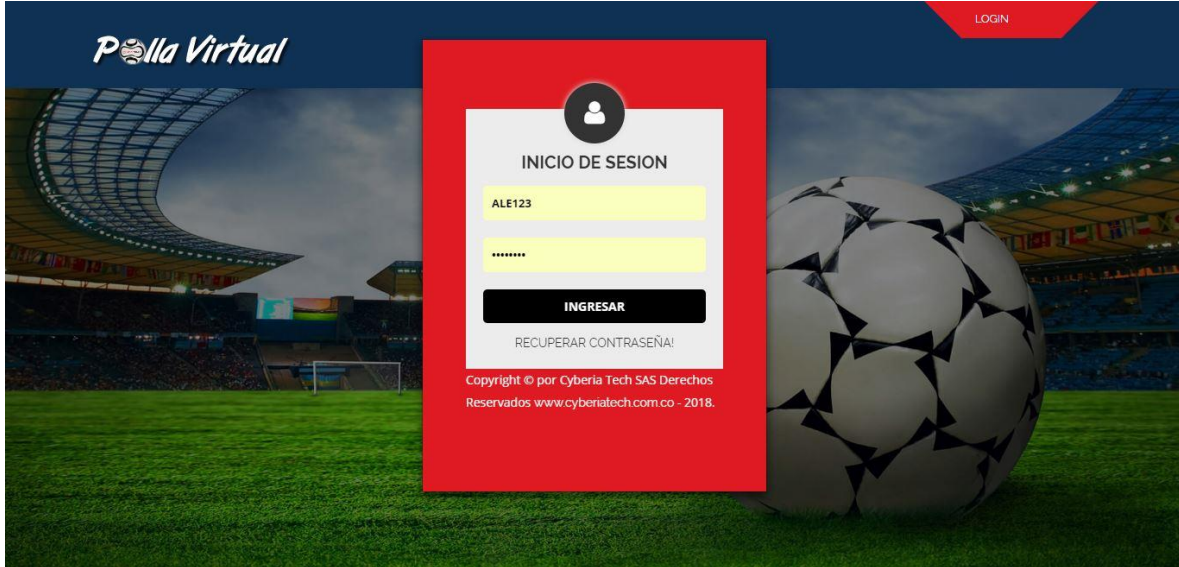 LOGIN
Polla Virtual
INICIO DE SESION
ALE123
••••••••
INGRESAR
RECUPERAR CONTRASEÑA!
Copyright © por Cyberia Tech SAS Derechos
Reservados www.cyberiatech.com.co - 2018.